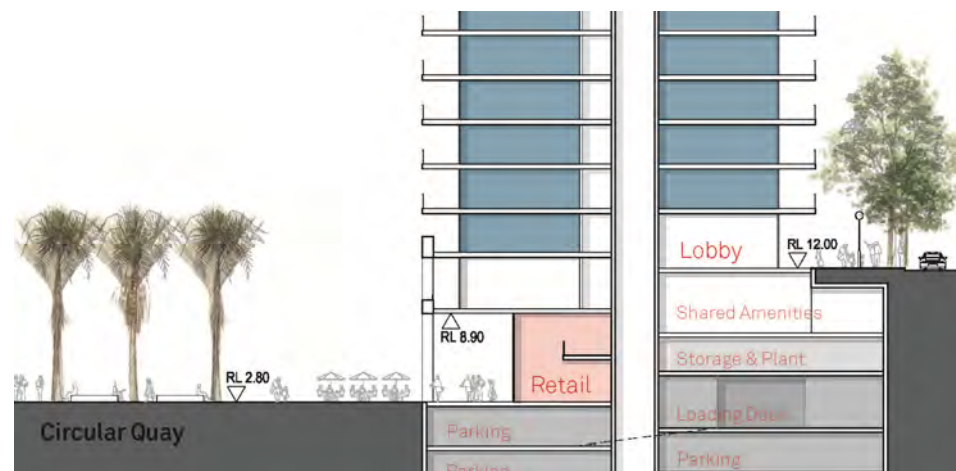 Lobby
RL 12.00
Shared Amenities
RL 8.90
Storage & Plant
RL 2.80
Retail
Loading Dock
Circular Quay
Parking
Parking
Parking